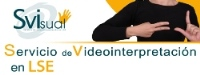 SVisual
Servicio de Videointerpretación
en LSE